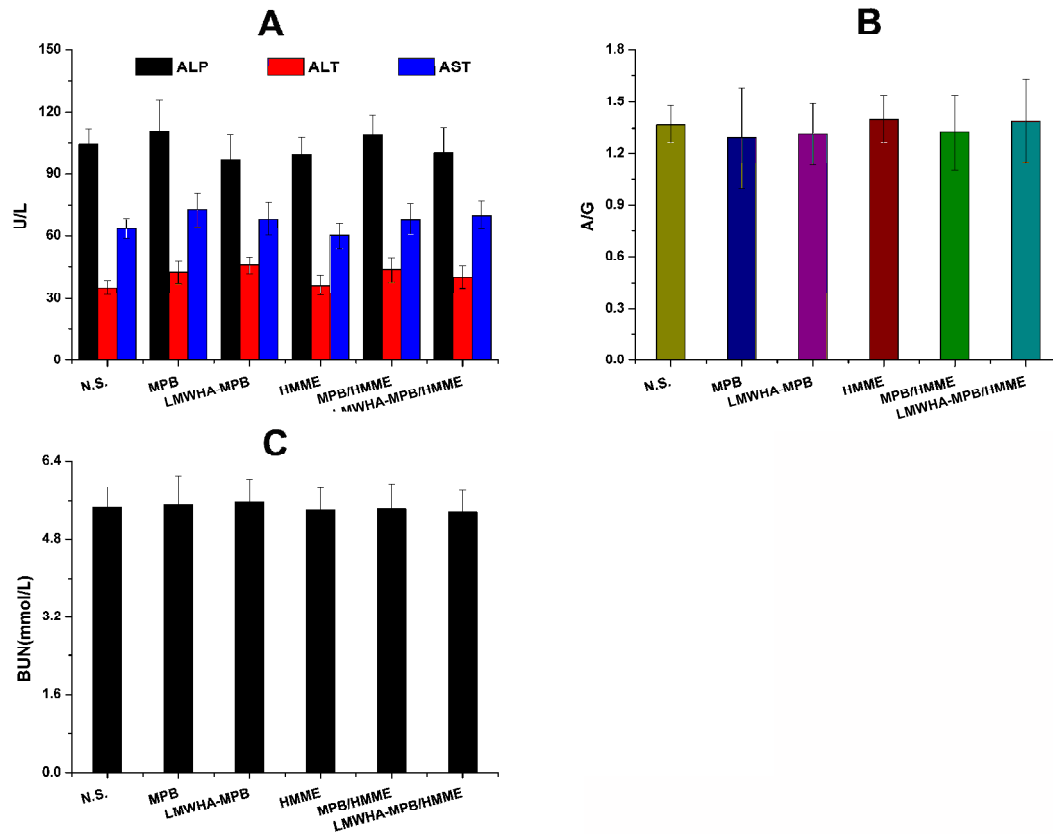 A
150
120
90
60
30
0
U/L
ALP
ALT
AST
N.S.
MPB
LMWHA-MPB
HMME
MPB/HMME
LMWHA-MPB/HMME
B
1.8
1.5
1.2
0.9
0.6
0.3
0.0
A/G
N.S.
MPB
LMWHA-MPB
HMME
MPB/HMME
LMWHA-MPB/HMME
C
6.4
4.8
3.2
1.6
0.0
BUN(mmol/L)
N.S.
MPB
LMWHA-MPB
HMME
MPB/HMME
LMWHA-MPB/HMME